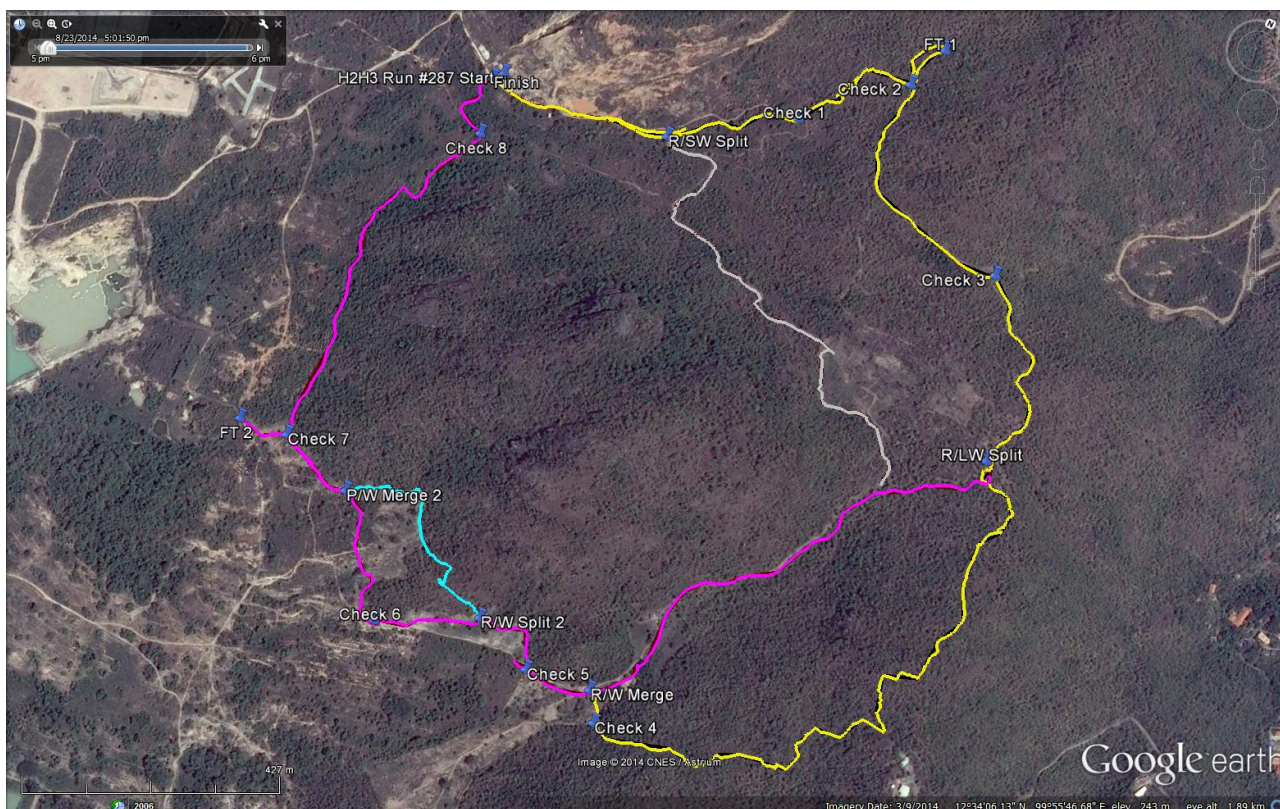 8/23/2014 5:01:50 pm
5 pm
6 pm
N
FT 1
H2H3 Run #287 Start
Finish
Check 2
Check 1
R/SW Split
Check 8
Check 3
FT 2
Check 7
R/LW Split
P/W Merge 2
Check 6
R/W Split 2
Check 5
R/W Merge
Check 4
Google earth
Image © 2014 CNES / Astrium
427 m
2006
Imagery Date: 3/9/2014 12°34'06.13" N 99°55'46.68" E elev 243 m eye alt 1.89 km